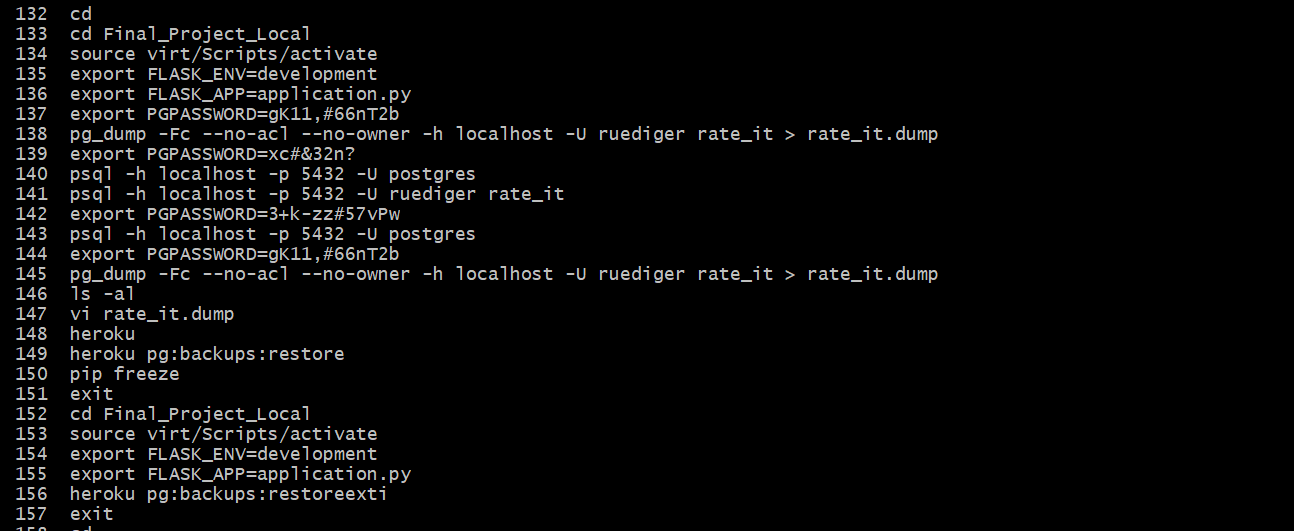 132 cd
133 cd Final_Project_Local
134 source virt/Scripts/activate
135 export FLASK_ENV=development
136 export FLASK_APP=application.py
137 export PGPASSWORD=gK11,#66nT2b
138 pg_dump -Fc --no-acl --no-owner -h localhost -U ruediger rate_it > rate_it.dump
139 export PGPASSWORD=xc#&32n?
140 psql -h localhost -p 5432 -U postgres
141 psql -h localhost -p 5432 -U ruediger rate_it
142 export PGPASSWORD=3+k-zz#57vPw
143 psql -h localhost -p 5432 -U postgres
144 export PGPASSWORD=gK11,#66nT2b
145 pg_dump -Fc --no-acl --no-owner -h localhost -U ruediger rate_it > rate_it.dump
146 ls -al
147 vi rate_it.dump
148 heroku
149 heroku pg:backups:restore
150 pip freeze
151 exit
152 cd Final_Project_Local
153 source virt/Scripts/activate
154 export FLASK_ENV=development
155 export FLASK_APP=application.py
156 heroku pg:backups:restoreexti
157 exit
158 cd